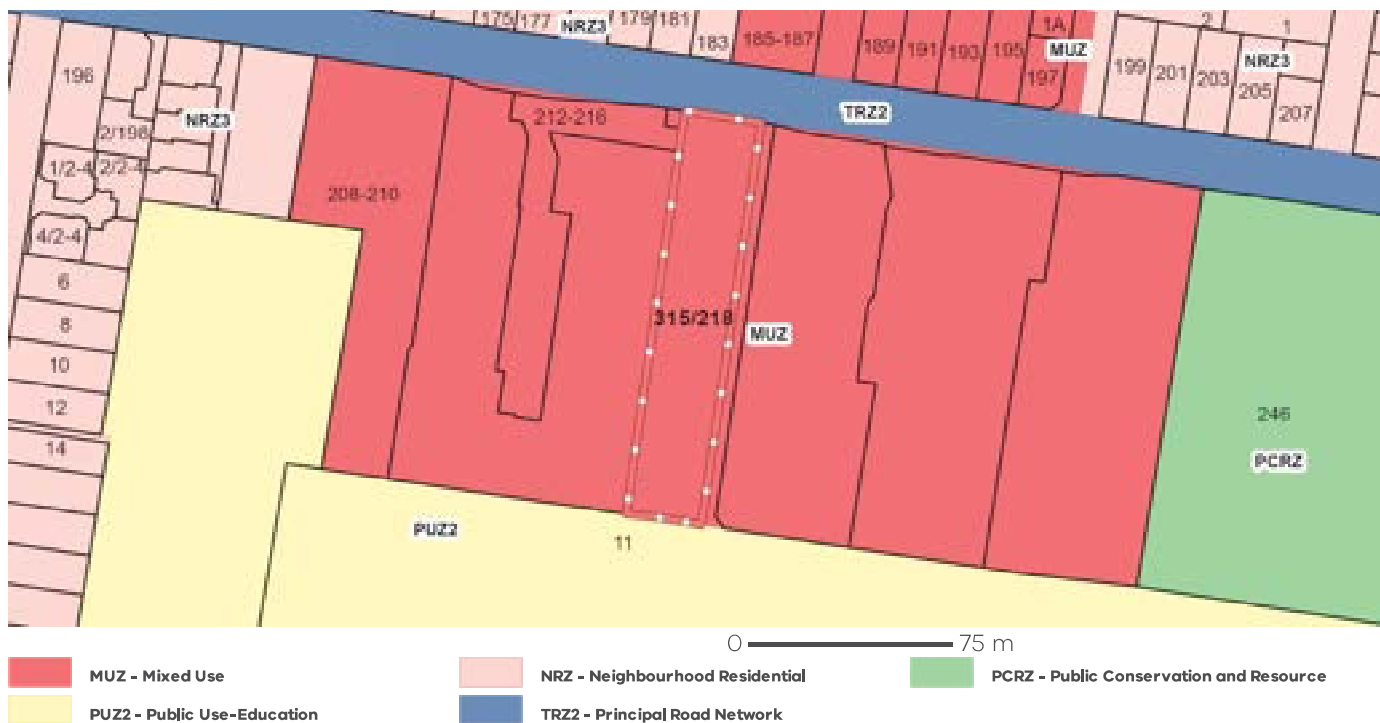 175 177 NRZ3 179 181 183 185-187 189 191 193 195 197 1A MUZ 199 201 203 205 207 2 1 NRZ3
196
2/198
NRZ3
1/2-4 2/2-4
4/2-4
6
8
10
12
14
208-210
212-216
TRZ2
315/218
MUZ
246
PCRZ
PUZ2
11
0 75 m
MUZ - Mixed Use
NRZ - Neighbourhood Residential
PCRZ - Public Conservation and Resource
PUZ2 - Public Use-Education
TRZ2 - Principal Road Network